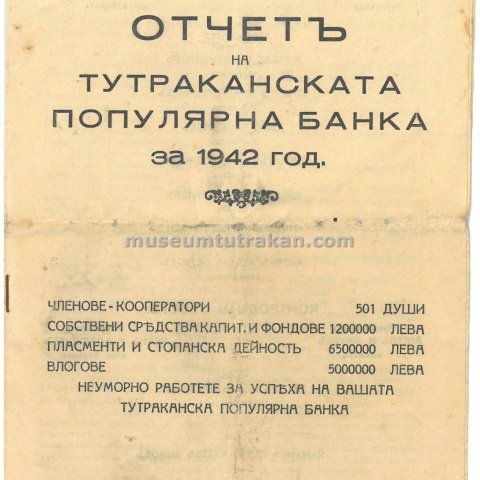 ОТЧЕТЪ
НА
ТУТРАКАНСКАТА
ПОПУЛЯРНА БАНКА
за 1942 год.
museumtutrakan.com
ЧЛЕНОВЕ-КООПЕРАТОРИ 501 ДУШИ
СОБСТВЕНИ СРѢДСТВА КАПИТ. И ФОНДОВЕ 1200000 ЛЕВА
ПЛАСМЕНТИ И СТОПАНСКА ДЕЙНОСТЬ 6500000 ЛЕВА
ВЛОГОВЕ 5000000 ЛЕВА
НЕУМОРНО РАБОТЕТЕ ЗА УСПѢХА НА ВАШАТА
ТУТРАКАНСКА ПОПУЛЯРНА БАНКА